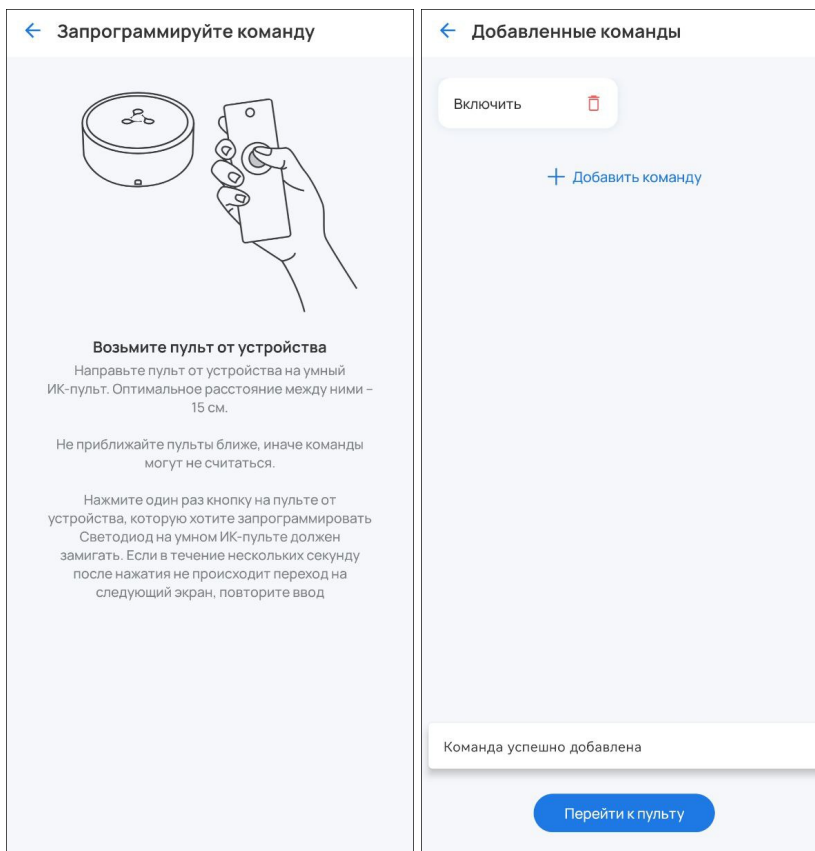 Запрограммируйте команду
Возьмите пульт от устройства
Направьте пульт от устройства на умный
ИК-пульт. Оптимальное расстояние между ними –
15 см.
Не приближайте пульты ближе, иначе команды
могут не считаться.
Нажмите один раз кнопку на пульте от
устройства, которую хотите запрограммировать
Светодиод на умном ИК-пульте должен
замигать. Если в течение нескольких секунду
после нажатия не происходит переход на
следующий экран, повторите ввод
Добавленные команды
Включить
Добавить команду
Команда успешно добавлена
Перейти к пульту